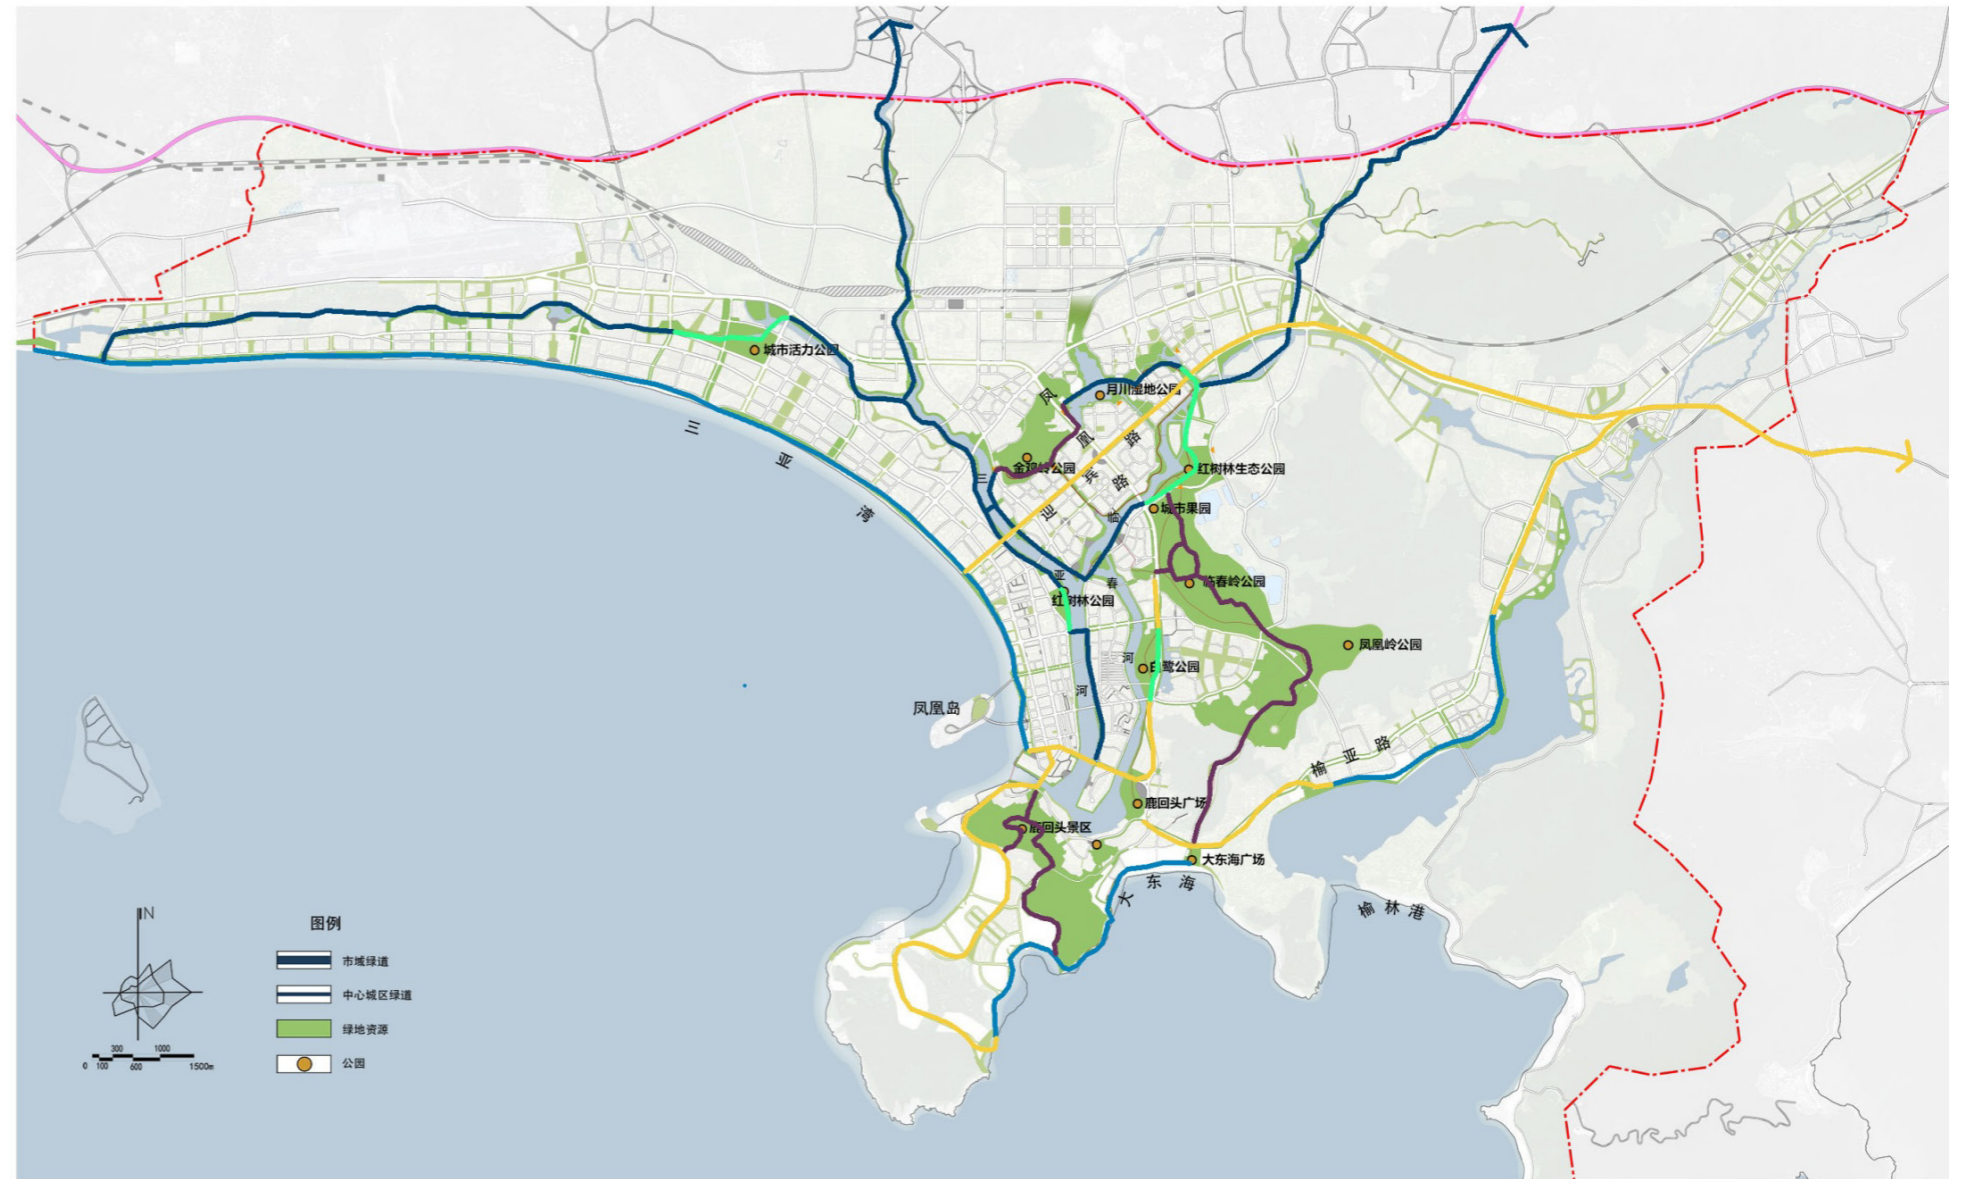 城市活力公园
月川湿地公园
凤
凰
路
迎
宾
路
金鸡岭公园
红树林生态公园
城市果园
临
春
河
三
亚
河
临春岭公园
红树林公园
凤凰岭公园
白鹭公园
三
亚
湾
凤凰岛
榆
亚
路
鹿回头广场
鹿回头景区
大东海广场
大
东
海
榆
林
港
N
图例
市域绿道
中心城区绿道
绿地资源
公园
300 1000
0 100 600 1500m